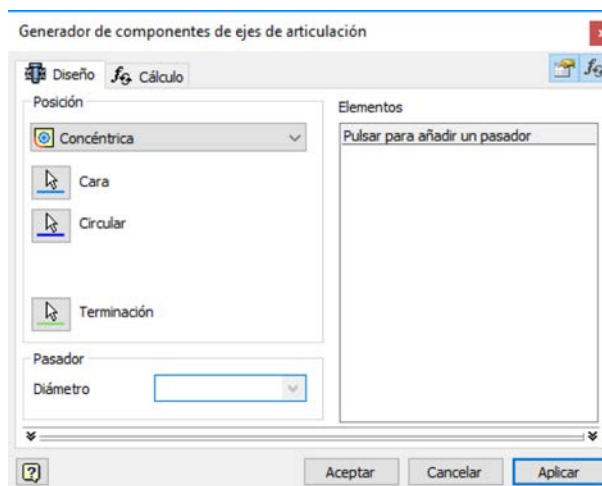 Generador de componentes de ejes de articulación
Diseño
Cálculo
Posición
Concéntrica
Cara
Circular
Terminación
Pasador
Diámetro
Elementos
Pulsar para añadir un pasador
Aceptar
Cancelar
Aplicar